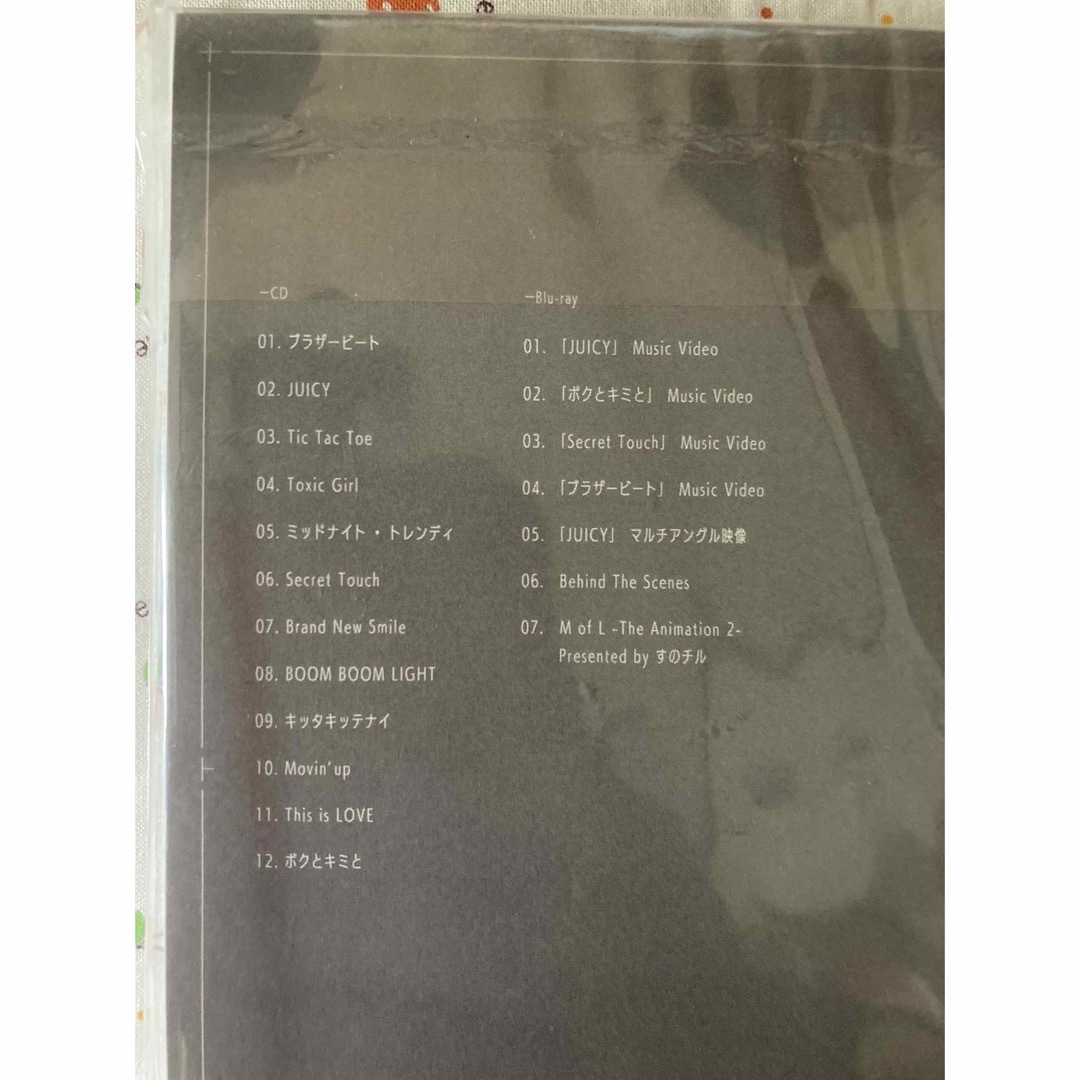 —CD
01. ブラザービート
02. JUICY
03. Tic Tac Toe
04. Toxic Girl
05. ミッドナイト・トレンディ
06. Secret Touch
07. Brand New Smile
08. BOOM BOOM LIGHT
09. キッタキッテナイ
10. Movin'up
11. This is LOVE
12. ボクとキミと
—Blu-ray
01. 「JUICY」 Music Video
02. 「ボクとキミと」 Music Video
03. 「Secret Touch」 Music Video
04. 「ブラザービート」 Music Video
05. 「JUICY」 マルチアングル映像
06. Behind The Scenes
07. M of L -The Animation 2-
Presented by すのチル